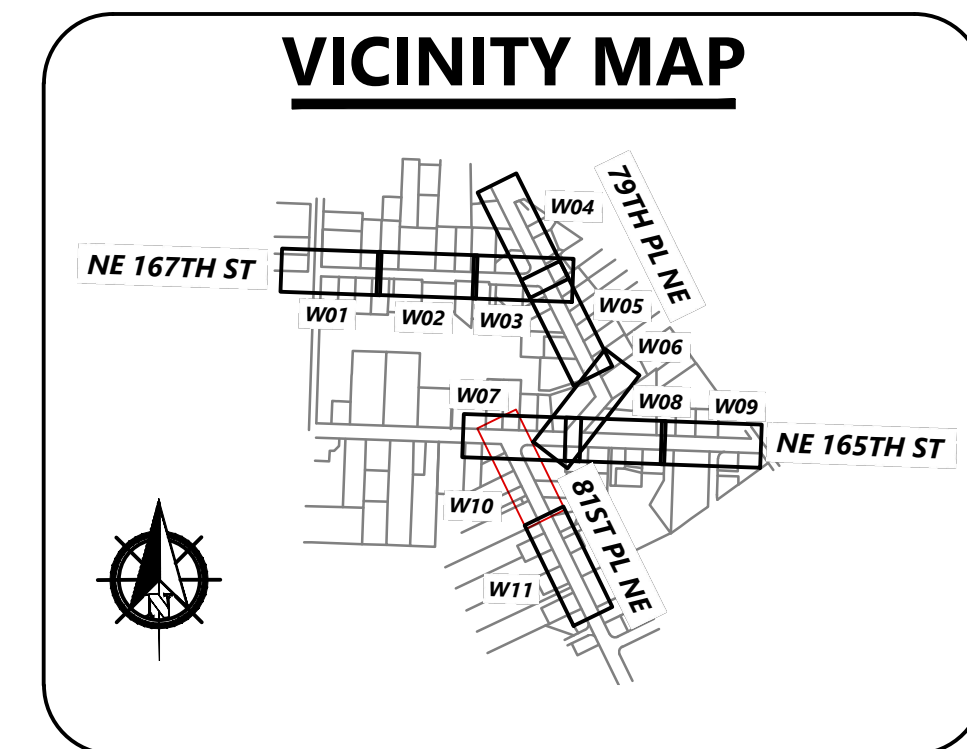 VICINITY MAP
W04
79TH PL NE
NE 167TH ST
W01
W02
W03
W05
W06
W07
W08
W09
NE 165TH ST
W10
81ST PL NE
W11
N